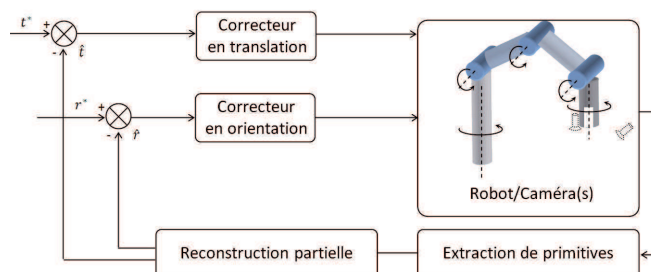 t*
+
-
t̂
Correcteur
en translation
r*
+
-
r̂
Correcteur
en orientation
Robot/Caméra(s)
Reconstruction partielle
Extraction de primitives